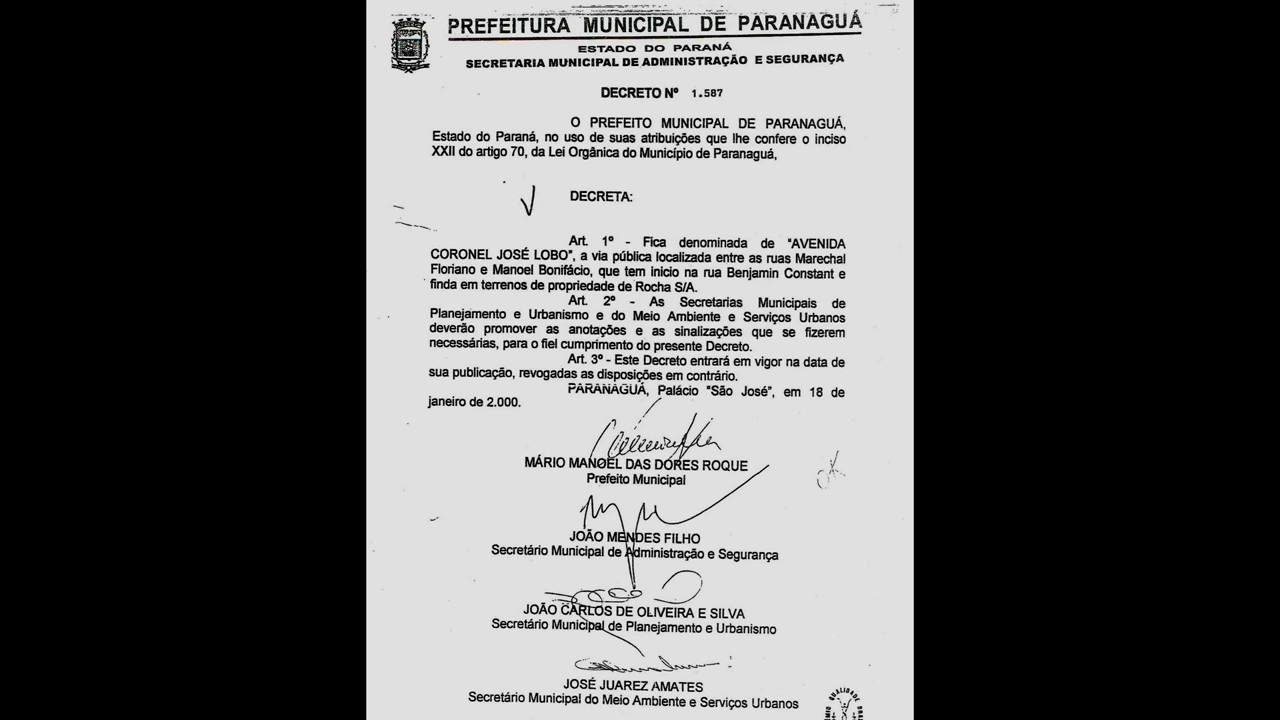 PREFEITURA MUNICIPAL DE PARANAGUÁ
ESTADO DO PARANÁ
SECRETARIA MUNICIPAL DE ADMINISTRAÇÃO E SEGURANÇA
DECRETO Nº 1.587
O PREFEITO MUNICIPAL DE PARANAGUÁ,
Estado do Paraná, no uso de suas atribuições que lhe confere o inciso
XXII do artigo 70, da Lei Orgânica do Município de Paranaguá,
DECRETA:
Art. 1º - Fica denominada de "AVENIDA
CORONEL JOSÉ LOBO", a via pública localizada entre as ruas Marechal
Floriano e Manoel Bonifácio, que tem inicio na rua Benjamin Constant e
finda em terrenos de propriedade de Rocha S/A.
Art. 2º - As Secretarias Municipais de
Planejamento e Urbanismo e do Meio Ambiente e Serviços Urbanos
deverão promover as anotações e as sinalizações que se fizerem
necessárias, para o fiel cumprimento do presente Decreto.
Art. 3º - Este Decreto entrará em vigor na data de
sua publicação, revogadas as disposições em contrário.
PARANAGUÁ, Palácio "São José", em 18 de
janeiro de 2.000.
MÁRIO MANOEL DAS DORES ROQUE
Prefeito Municipal
JOÃO MENDES FILHO
Secretário Municipal de Administração e Segurança
JOÃO CARLOS DE OLIVEIRA E SILVA
Secretário Municipal de Planejamento e Urbanismo
JOSÉ JUAREZ AMATES
Secretário Municipal do Meio Ambiente e Serviços Urbanos
QUALIDADE